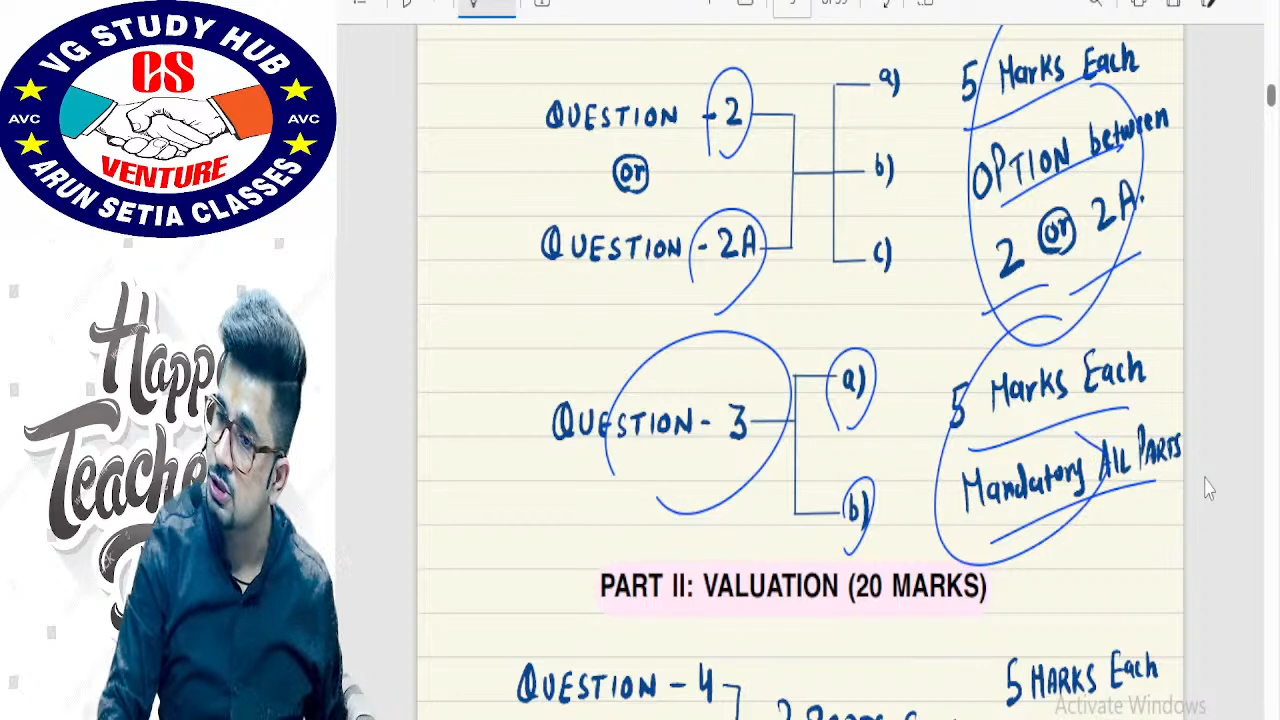 VG STUDY HUB
CS
AVC
AVC
VENTURE
ARUN SETIA CLASSES
Happ
Teache
QUESTION - 2
or
QUESTION - 2A
a)
b)
c)
5 Marks Each
OPTION between
2 or 2A.
QUESTION - 3
a)
b)
5 Marks Each
Mandatory All PARTS
PART II: VALUATION (20 MARKS)
QUESTION - 4
5 MARKS Each
Activate Windows